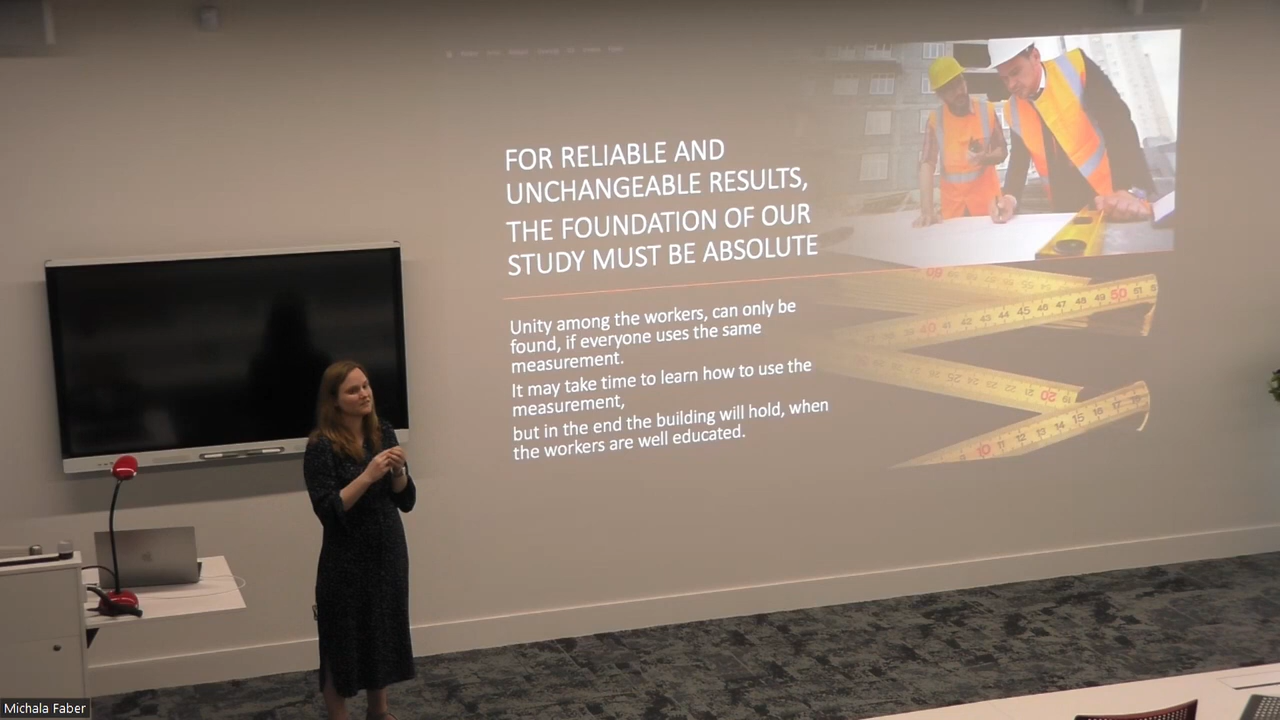 FOR RELIABLE AND
UNCHANGEABLE RESULTS,
THE FOUNDATION OF OUR
STUDY MUST BE ABSOLUTE
Unity among the workers, can only be
found, if everyone uses the same
measurement.
It may take time to learn how to use the
measurement,
but in the end the building will hold, when
the workers are well educated.
Michala Faber